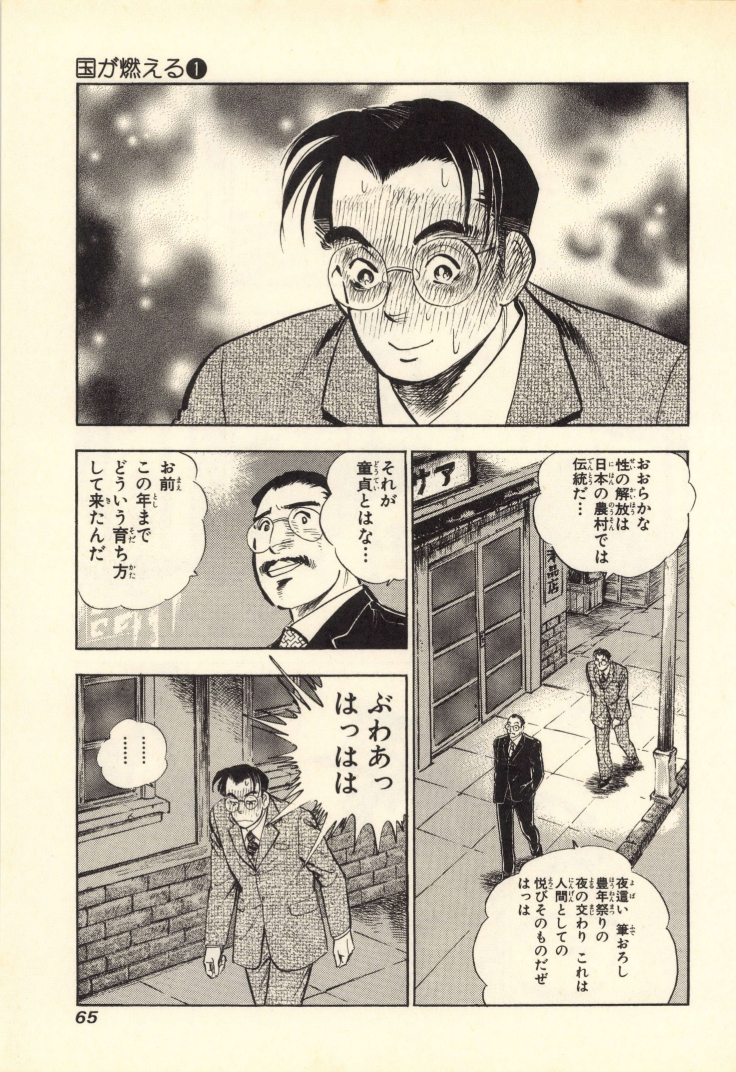 国が燃える❶
おおらかな
性の解放は
日本の農村では
伝統だ…
ナア
品店
夜這い 筆おろし
豊年祭りの
夜の交わり これは
人間としての
悦びそのものだぜ
はっは
それが
童貞とはな…
お前
この年まで
どういう育ち方
して来たんだ
ぶわあっ
はっはは
………
………
65